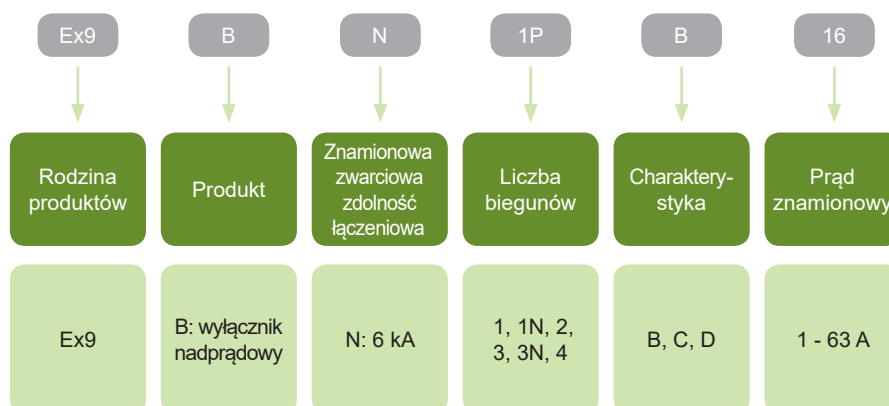 Ex9 B N 1P B 16
Rodzina
produktów
Produkt
Znamionowa
zwarciowa
zdolność
łączeniowa
Liczba
biegunów
Charaktery-
styka
Prąd
znamionowy
Ex9
B: wyłącznik
nadprądowy
N: 6 kA
1, 1N, 2,
3, 3N, 4
B, C, D
1 - 63 A